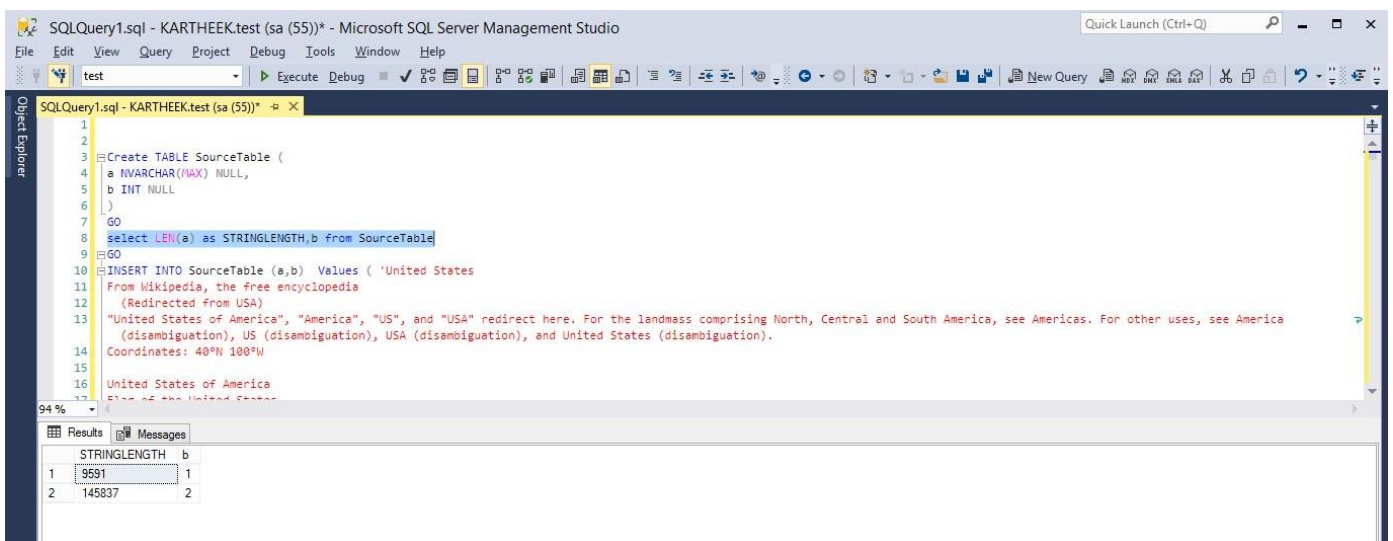 SQLQuery1.sql - KARTHEEK.test (sa (55))* - Microsoft SQL Server Management Studio
Quick Launch (Ctrl+Q)
File Edit View Query Project Debug Tools Window Help
test
Execute Debug
New Query
Object Explorer
SQLQuery1.sql - KARTHEEK.test (sa (55))*
1
2
3 Create TABLE SourceTable (
4 a NVARCHAR(MAX) NULL,
5 b INT NULL
6 )
7 GO
8 select LEN(a) as STRINGLENGTH,b from SourceTable
9 GO
10 INSERT INTO SourceTable (a,b) Values ( 'United States
11 From Wikipedia, the free encyclopedia
12 (Redirected from USA)
13 "United States of America", "America", "US", and "USA" redirect here. For the landmass comprising North, Central and South America, see Americas. For other uses, see America
(disambiguation), US (disambiguation), USA (disambiguation), and United States (disambiguation).
14 Coordinates: 40°N 100°W
15
16 United States of America
17 Flag of the United States
94 %
Results Messages
STRINGLENGTH b
1 9591 1
2 145837 2